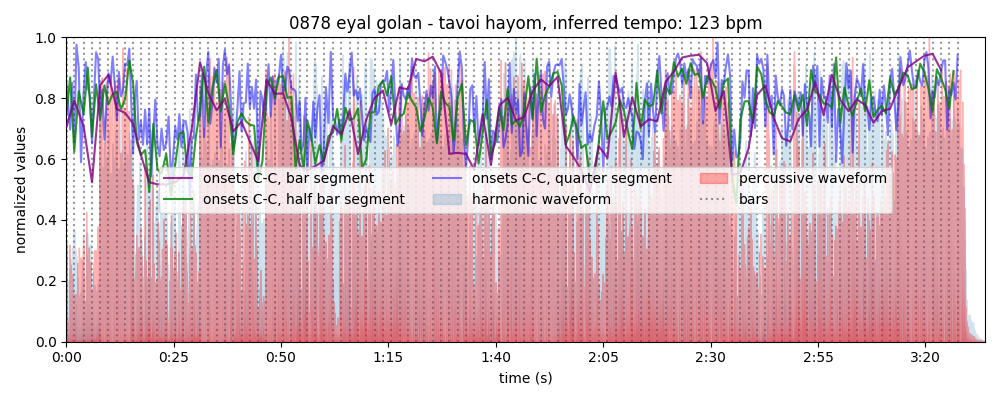 0878 eyal golan - tavoi hayom, inferred tempo: 123 bpm
normalized values
1.0
0.8
0.6
0.4
0.2
0.0
onsets C-C, bar segment
onsets C-C, half bar segment
onsets C-C, quarter segment
harmonic waveform
percussive waveform
bars
0:00 0:25 0:50 1:15 1:40 2:05 2:30 2:55 3:20
time (s)